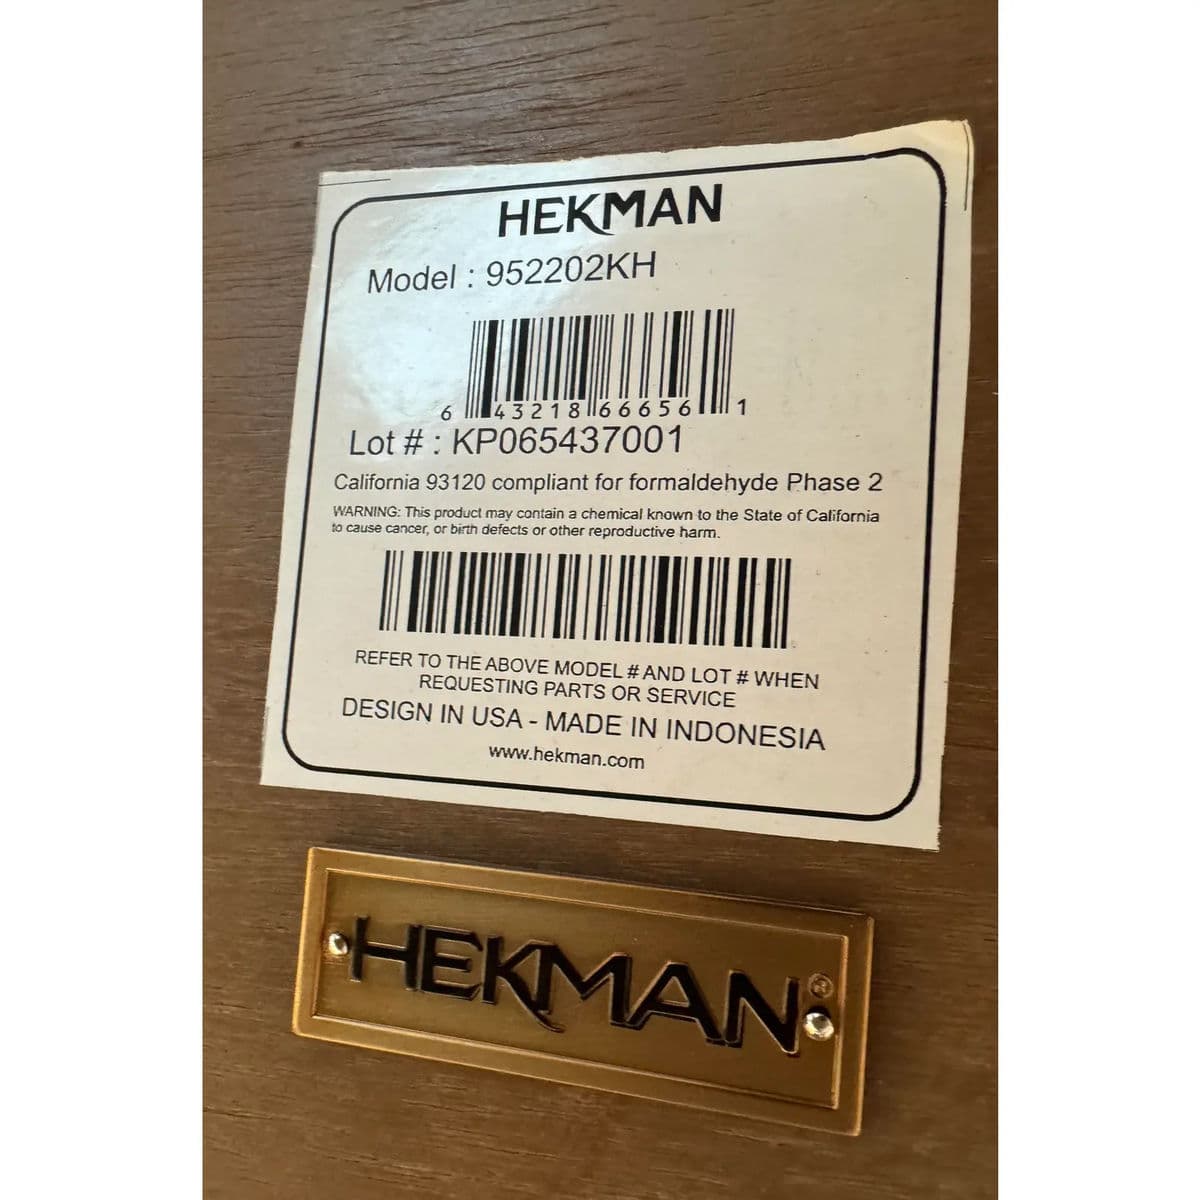 HEKMAN
Model : 952202KH
6 43218 66656 1
Lot # : KP065437001
California 93120 compliant for formaldehyde Phase 2
WARNING: This product may contain a chemical known to the State of California
to cause cancer, or birth defects or other reproductive harm.
REFER TO THE ABOVE MODEL # AND LOT # WHEN
REQUESTING PARTS OR SERVICE
DESIGN IN USA - MADE IN INDONESIA
www.hekman.com
HEKMAN®